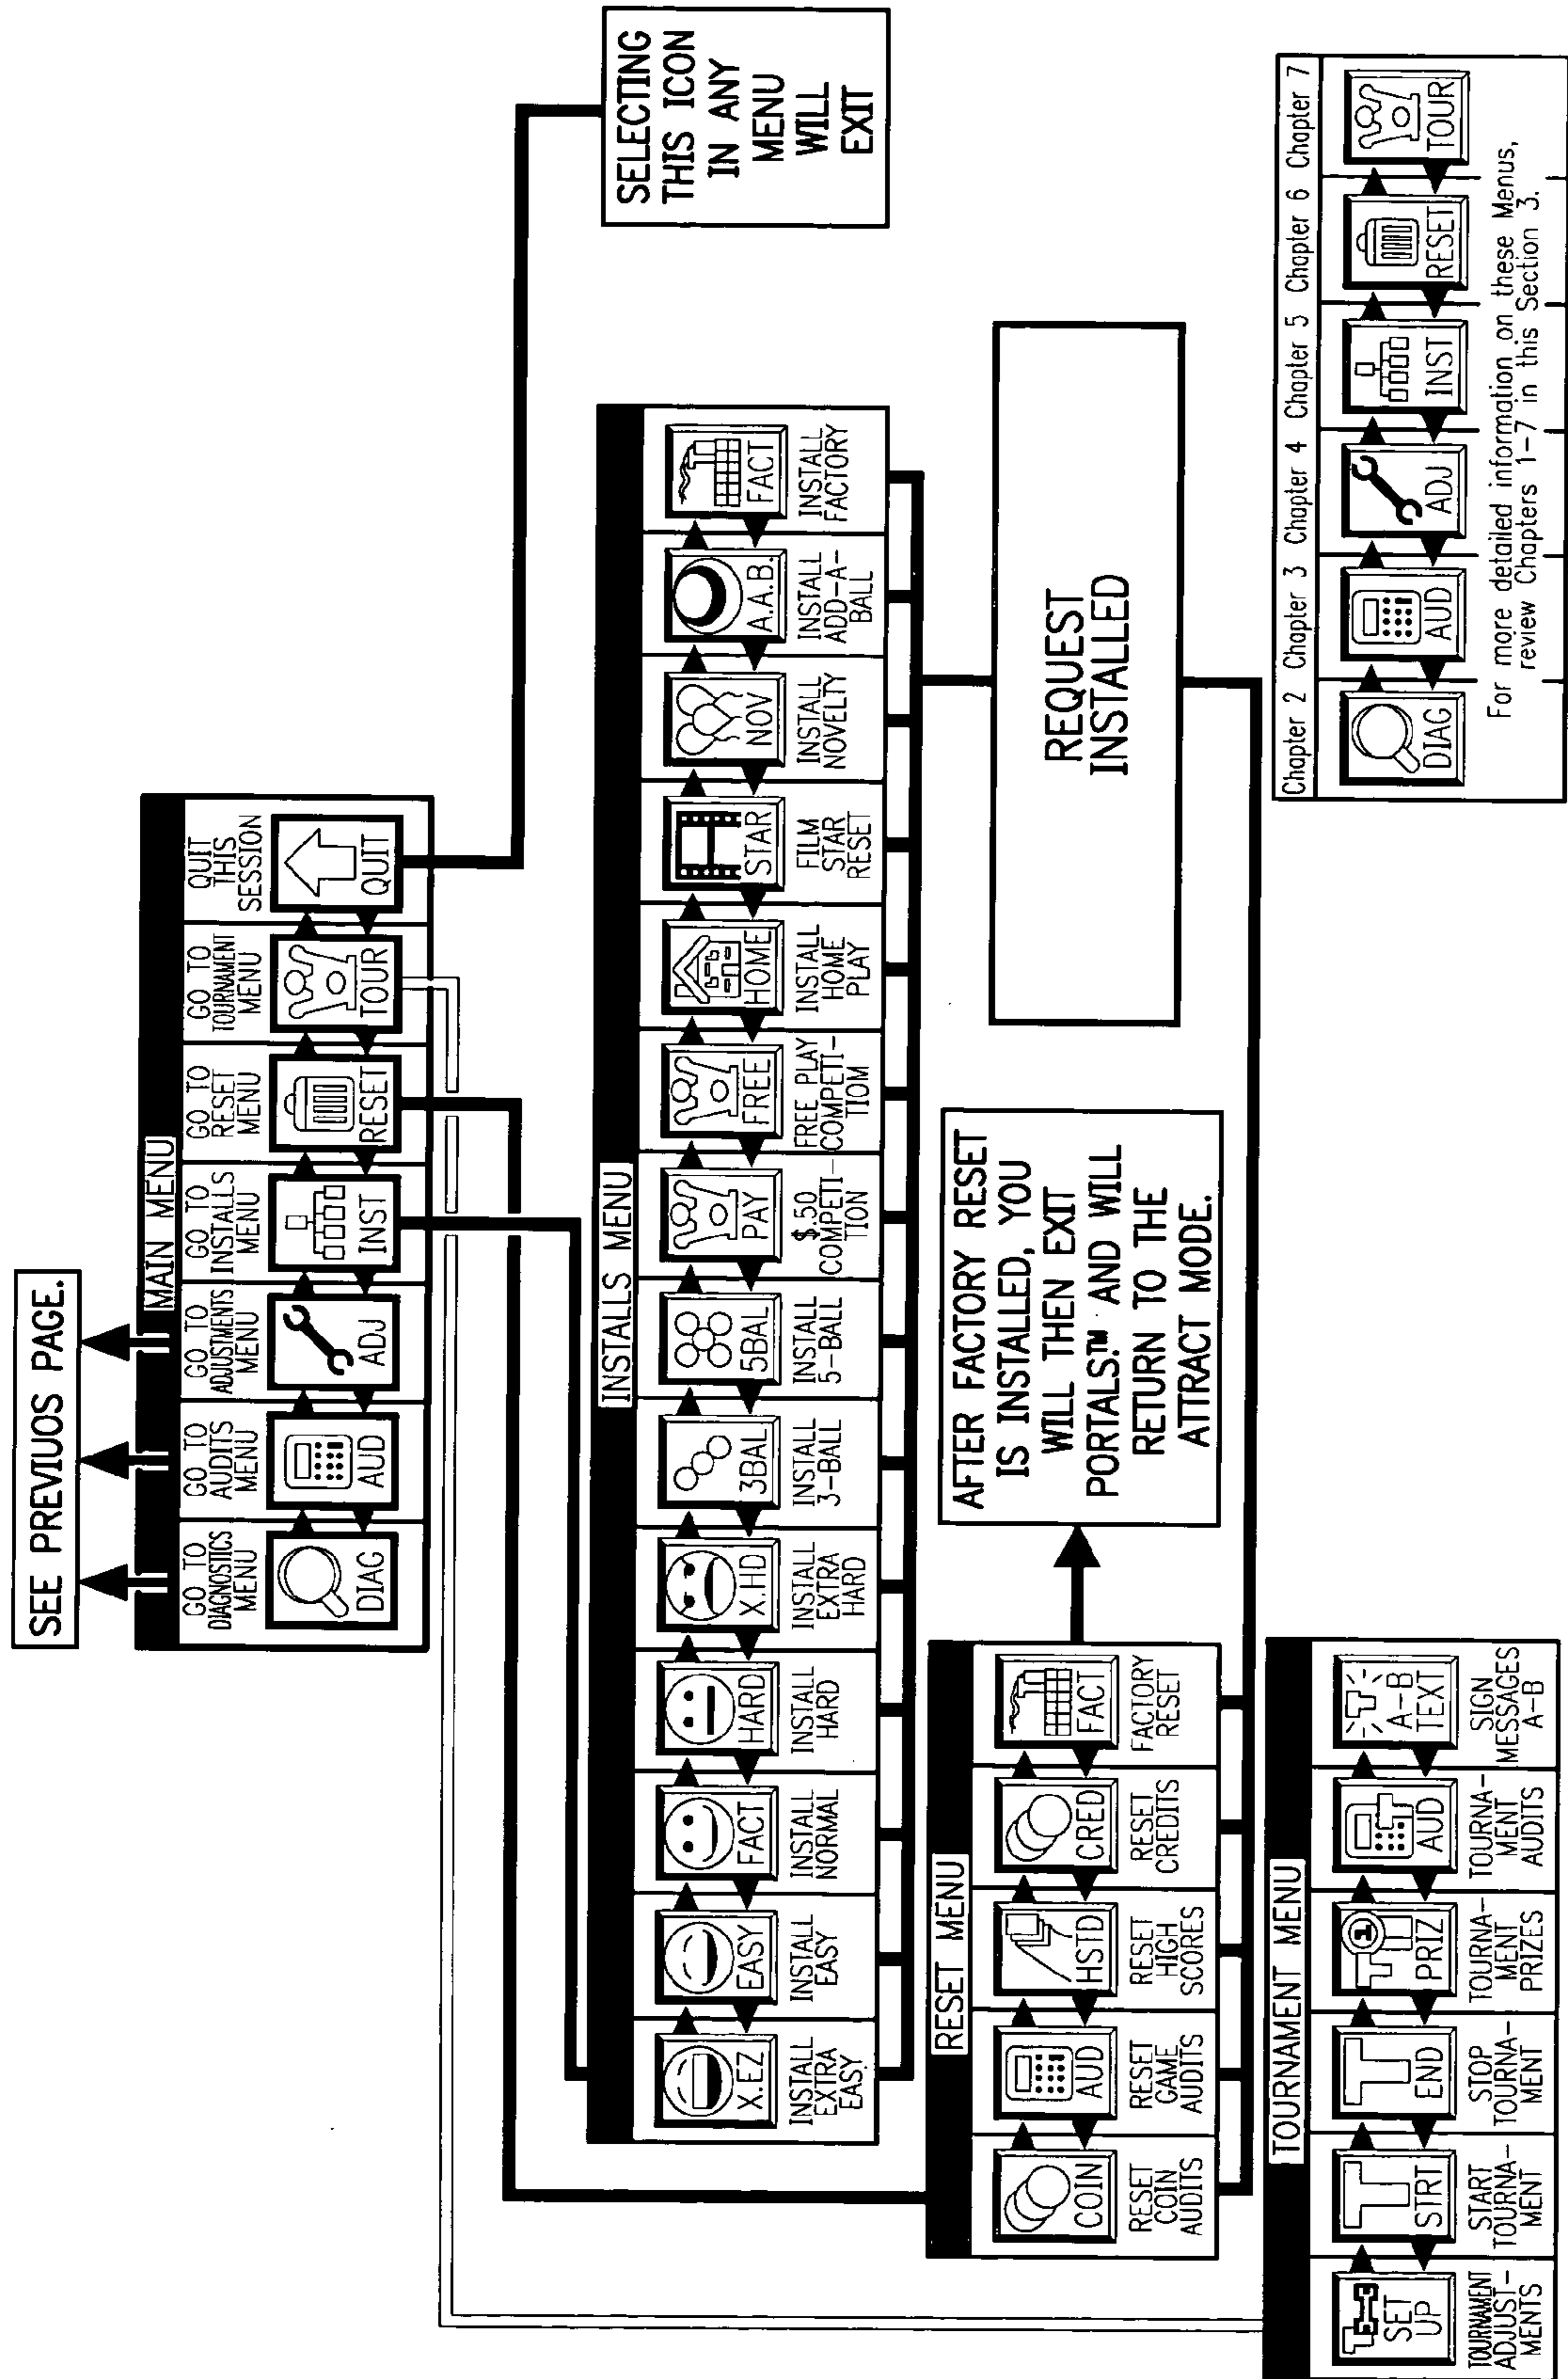 SEE PREVIUOS PAGE.
MAIN MENU
GO TO
DIAGNOSTICS
MENU
DIAG
GO TO
AUDITS
MENU
AUD
GO TO
ADJUSTMENTS
MENU
ADJ
GO TO
INSTALLS
MENU
INST
GO TO
RESET
MENU
RESET
GO TO
TOURNAMENT
MENU
TOUR
QUIT
THIS
SESSION
QUIT
SELECTING
THIS ICON
IN ANY
MENU
WILL
EXIT
INSTALLS MENU
X.EZ
INSTALL
EXTRA
EASY
EASY
INSTALL
EASY
FACT
INSTALL
NORMAL
HARD
INSTALL
HARD
X.HD
INSTALL
EXTRA
HARD
3BAL
INSTALL
3-BALL
5BAL
INSTALL
5-BALL
PAY
$.50
COMPETI-
TION
FREE
FREE PLAY
COMPETI-
TIOM
HOME
INSTALL
HOME
PLAY
STAR
FILM
STAR
RESET
NOV
INSTALL
NOVELTY
A.A.B.
INSTALL
ADD-A-
BALL
FACT
INSTALL
FACTORY
RESET MENU
COIN
RESET
COIN
AUDITS
AUD
RESET
GAME
AUDITS
HSTD
RESET
HIGH
SCORES
CRED
RESET
CREDITS
FACT
FACTORY
RESET
AFTER FACTORY RESET
IS INSTALLED, YOU
WILL THEN EXIT
PORTALS.™ AND WILL
RETURN TO THE
ATTRACT MODE.
REQUEST
INSTALLED
TOURNAMENT MENU
SET
UP
TOURNAMENT
ADJUST-
MENTS
STRT
START
TOURNA-
MENT
END
STOP
TOURNA-
MENT
1
PRIZ
TOURNA-
MENT
PRIZES
AUD
TOURNA-
MENT
AUDITS
A-B
TEXT
SIGN
MESSAGES
A-B
Chapter 2 Chapter 3 Chapter 4 Chapter 5 Chapter 6 Chapter 7
DIAG AUD ADJ INST RESET TOUR
For more detailed information on these Menus,
review Chapters 1-7 in this Section 3.